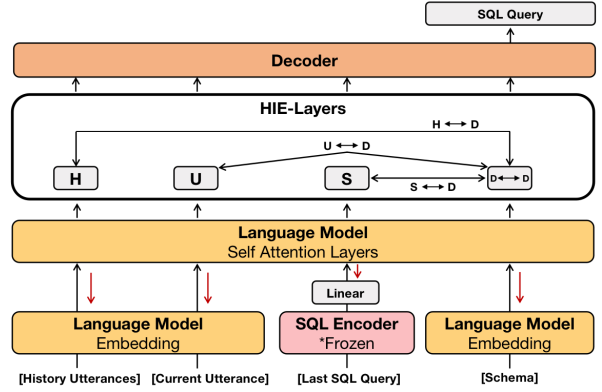 SQL Query
Decoder
HIE-Layers
H ⟷ D
U ⟷ D
H
U
S
D⟷ D
S ⟷ D
Language Model
Self Attention Layers
Linear
Language Model
Embedding
SQL Encoder
*Frozen
Language Model
Embedding
[History Utterances] [Current Utterance] [Last SQL Query] [Schema]